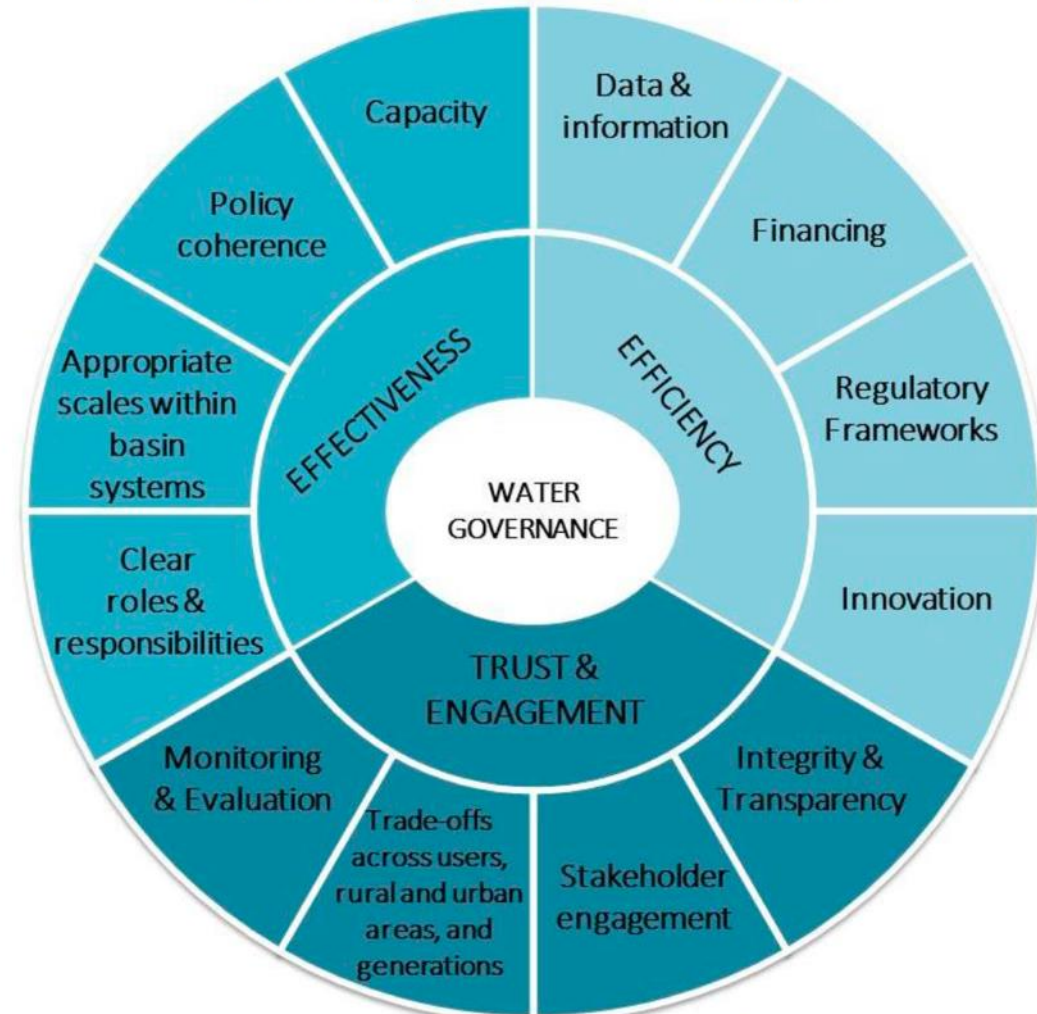 Capacity
Data &
information
Policy
coherence
Financing
Appropriate
scales within
basin
systems
Regulatory
Frameworks
EFFECTIVENESS
EFFICIENCY
WATER
GOVERNANCE
Clear
roles &
responsibilities
Innovation
TRUST &
ENGAGEMENT
Monitoring
& Evaluation
Trade-offs
across users,
rural and urban
areas, and
generations
Stakeholder
engagement
Integrity &
Transparency